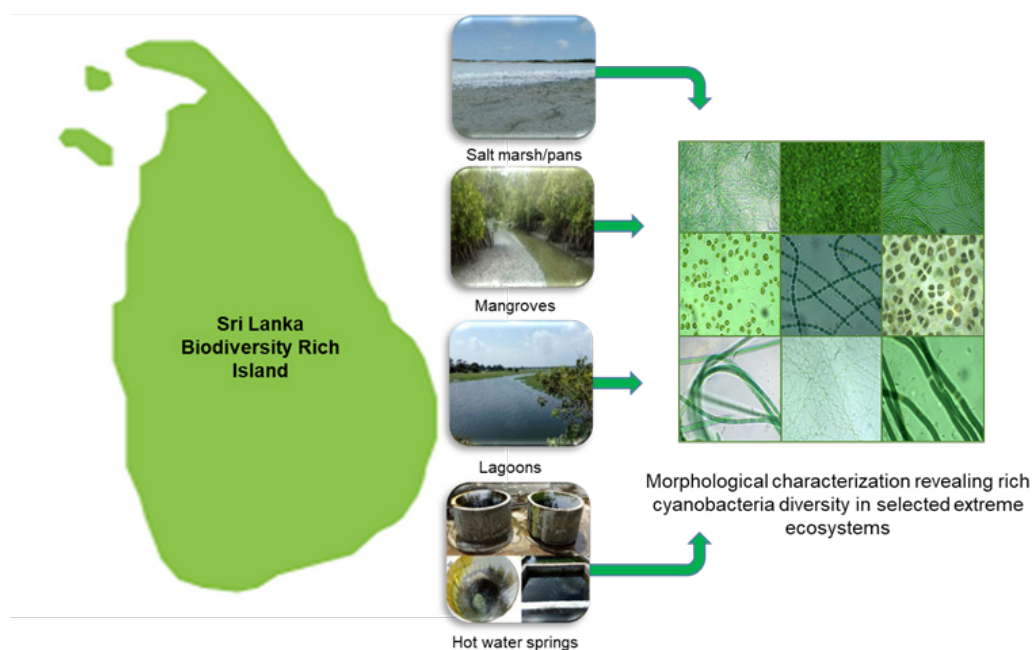 Sri Lanka
Biodiversity Rich
Island
Salt marsh/pans
Mangroves
Lagoons
Hot water springs
Morphological characterization revealing rich
cyanobacteria diversity in selected extreme
ecosystems